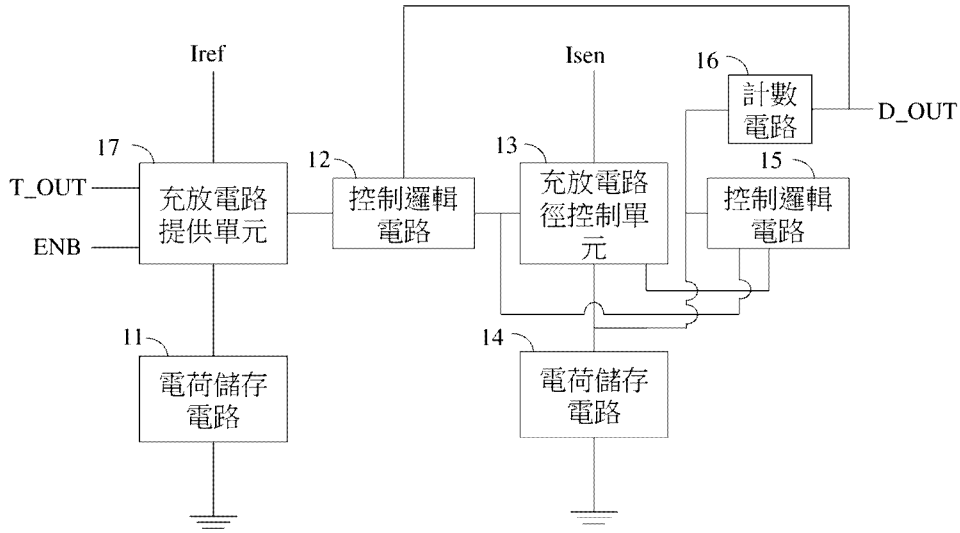 Iref
Isen
16
計數
電路
D_OUT
17
12
13
15
T_OUT
ENB
充放電路
提供單元
控制邏輯
電路
充放電路
徑控制單
元
控制邏輯
電路
11
14
電荷儲存
電路
電荷儲存
電路